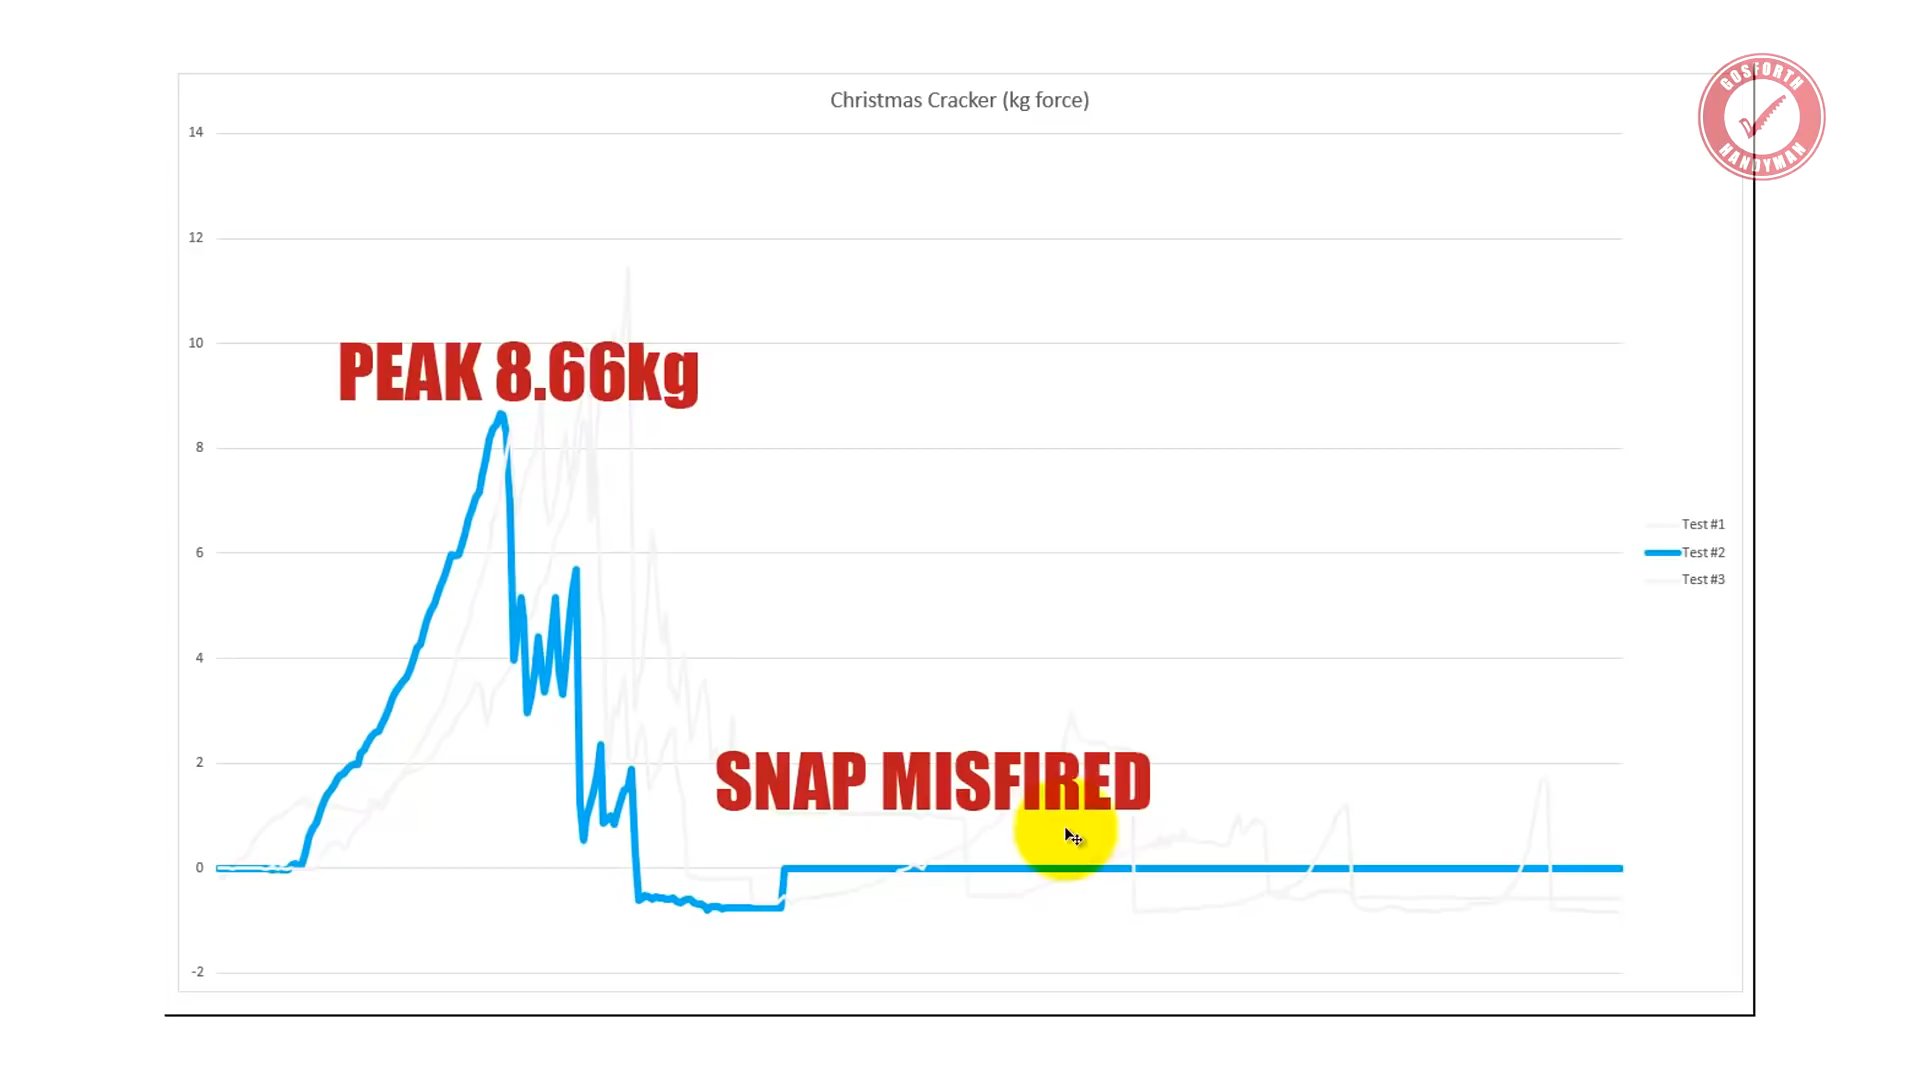 Christmas Cracker (kg force)
GOSFORTH
HANDYMAN
14
12
10
PEAK 8.66kg
8
6
4
2
0
-2
SNAP MISFIRED
Test #1
Test #2
Test #3